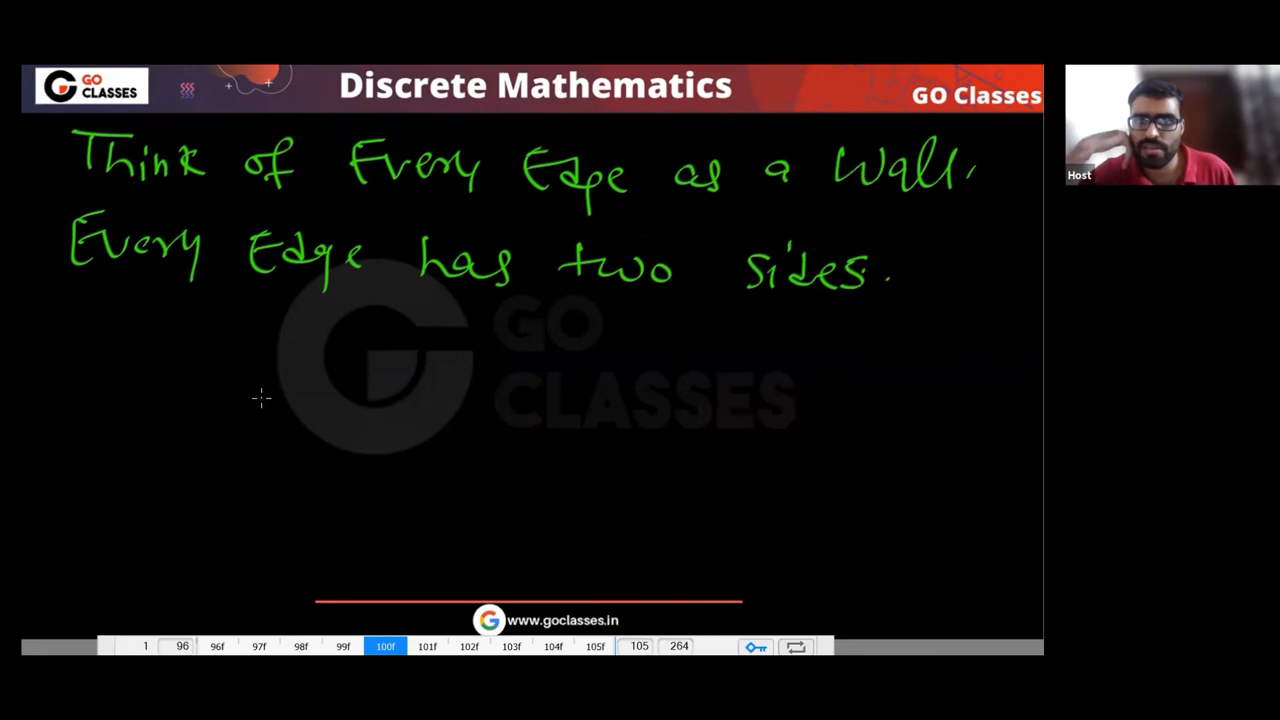 GO
CLASSES
Discrete Mathematics
GO Classes
Think of Every Edge as a Wall.
Every Edge has two sides.
GO
CLASSES
Host
www.goclasses.in
1 96 96f 97f 98f 99f 100f 101f 102f 103f 104f 105f 105 264